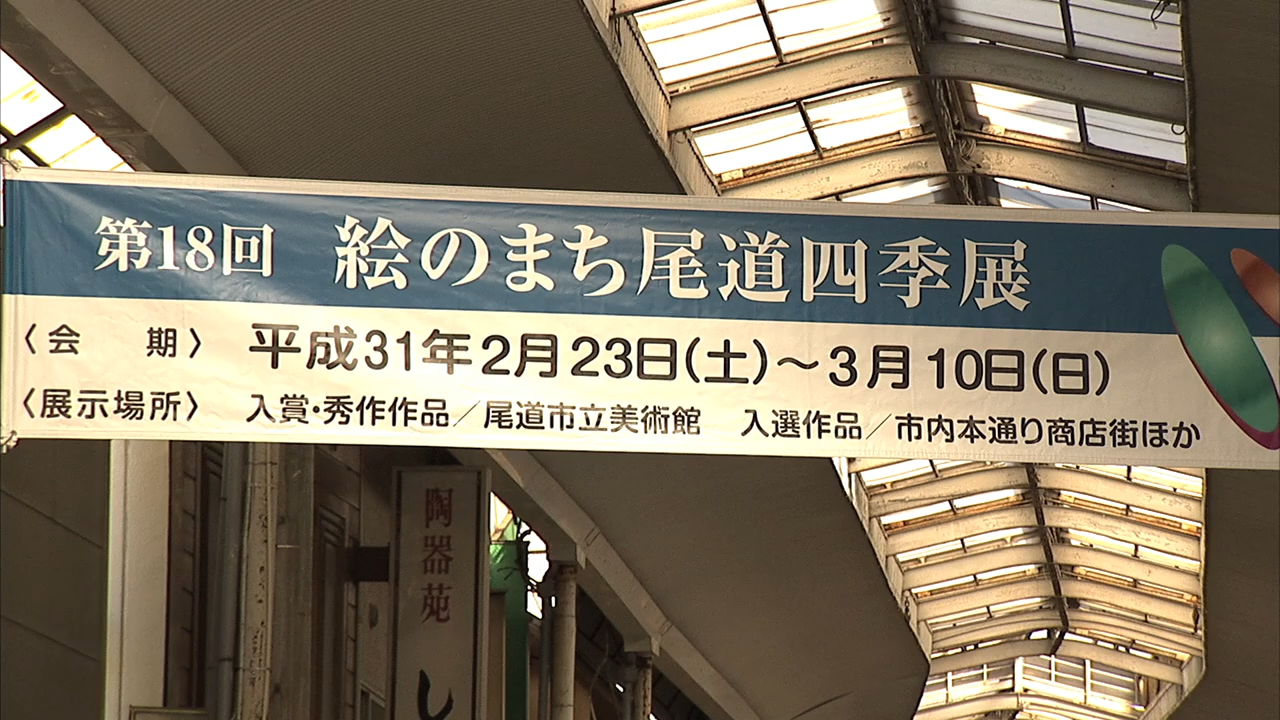 第18回 絵のまち尾道四季展
〈会 期〉 平成31年2月23日(土)～3月10日(日)
〈展示場所〉 入賞・秀作作品／尾道市立美術館 入選作品／市内本通り商店街ほか
陶器苑
し